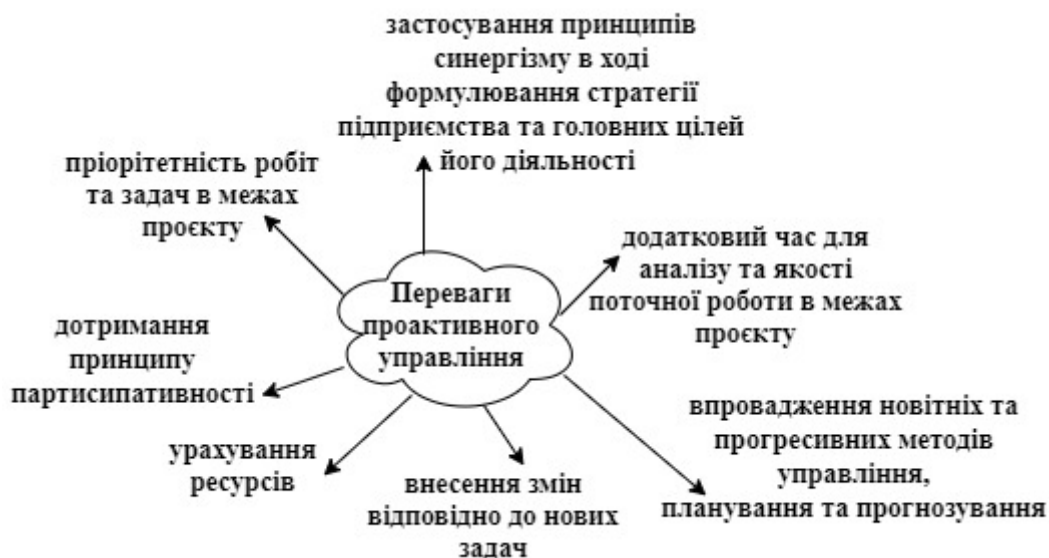 застосування принципів
синергізму в ході
формулювання стратегії
підприємства та головних цілей
його діяльності
пріорітетність робіт
та задач в межах
проєкту
додатковий час для
аналізу та якості
поточної роботи в межах
проєкту
Переваги
проактивного
управління
дотримання
принципу
партисипативності
впровадження новітніх та
прогресивних методів
управління,
планування та прогнозування
урахування
ресурсів
внесення змін
відповідно до нових
задач